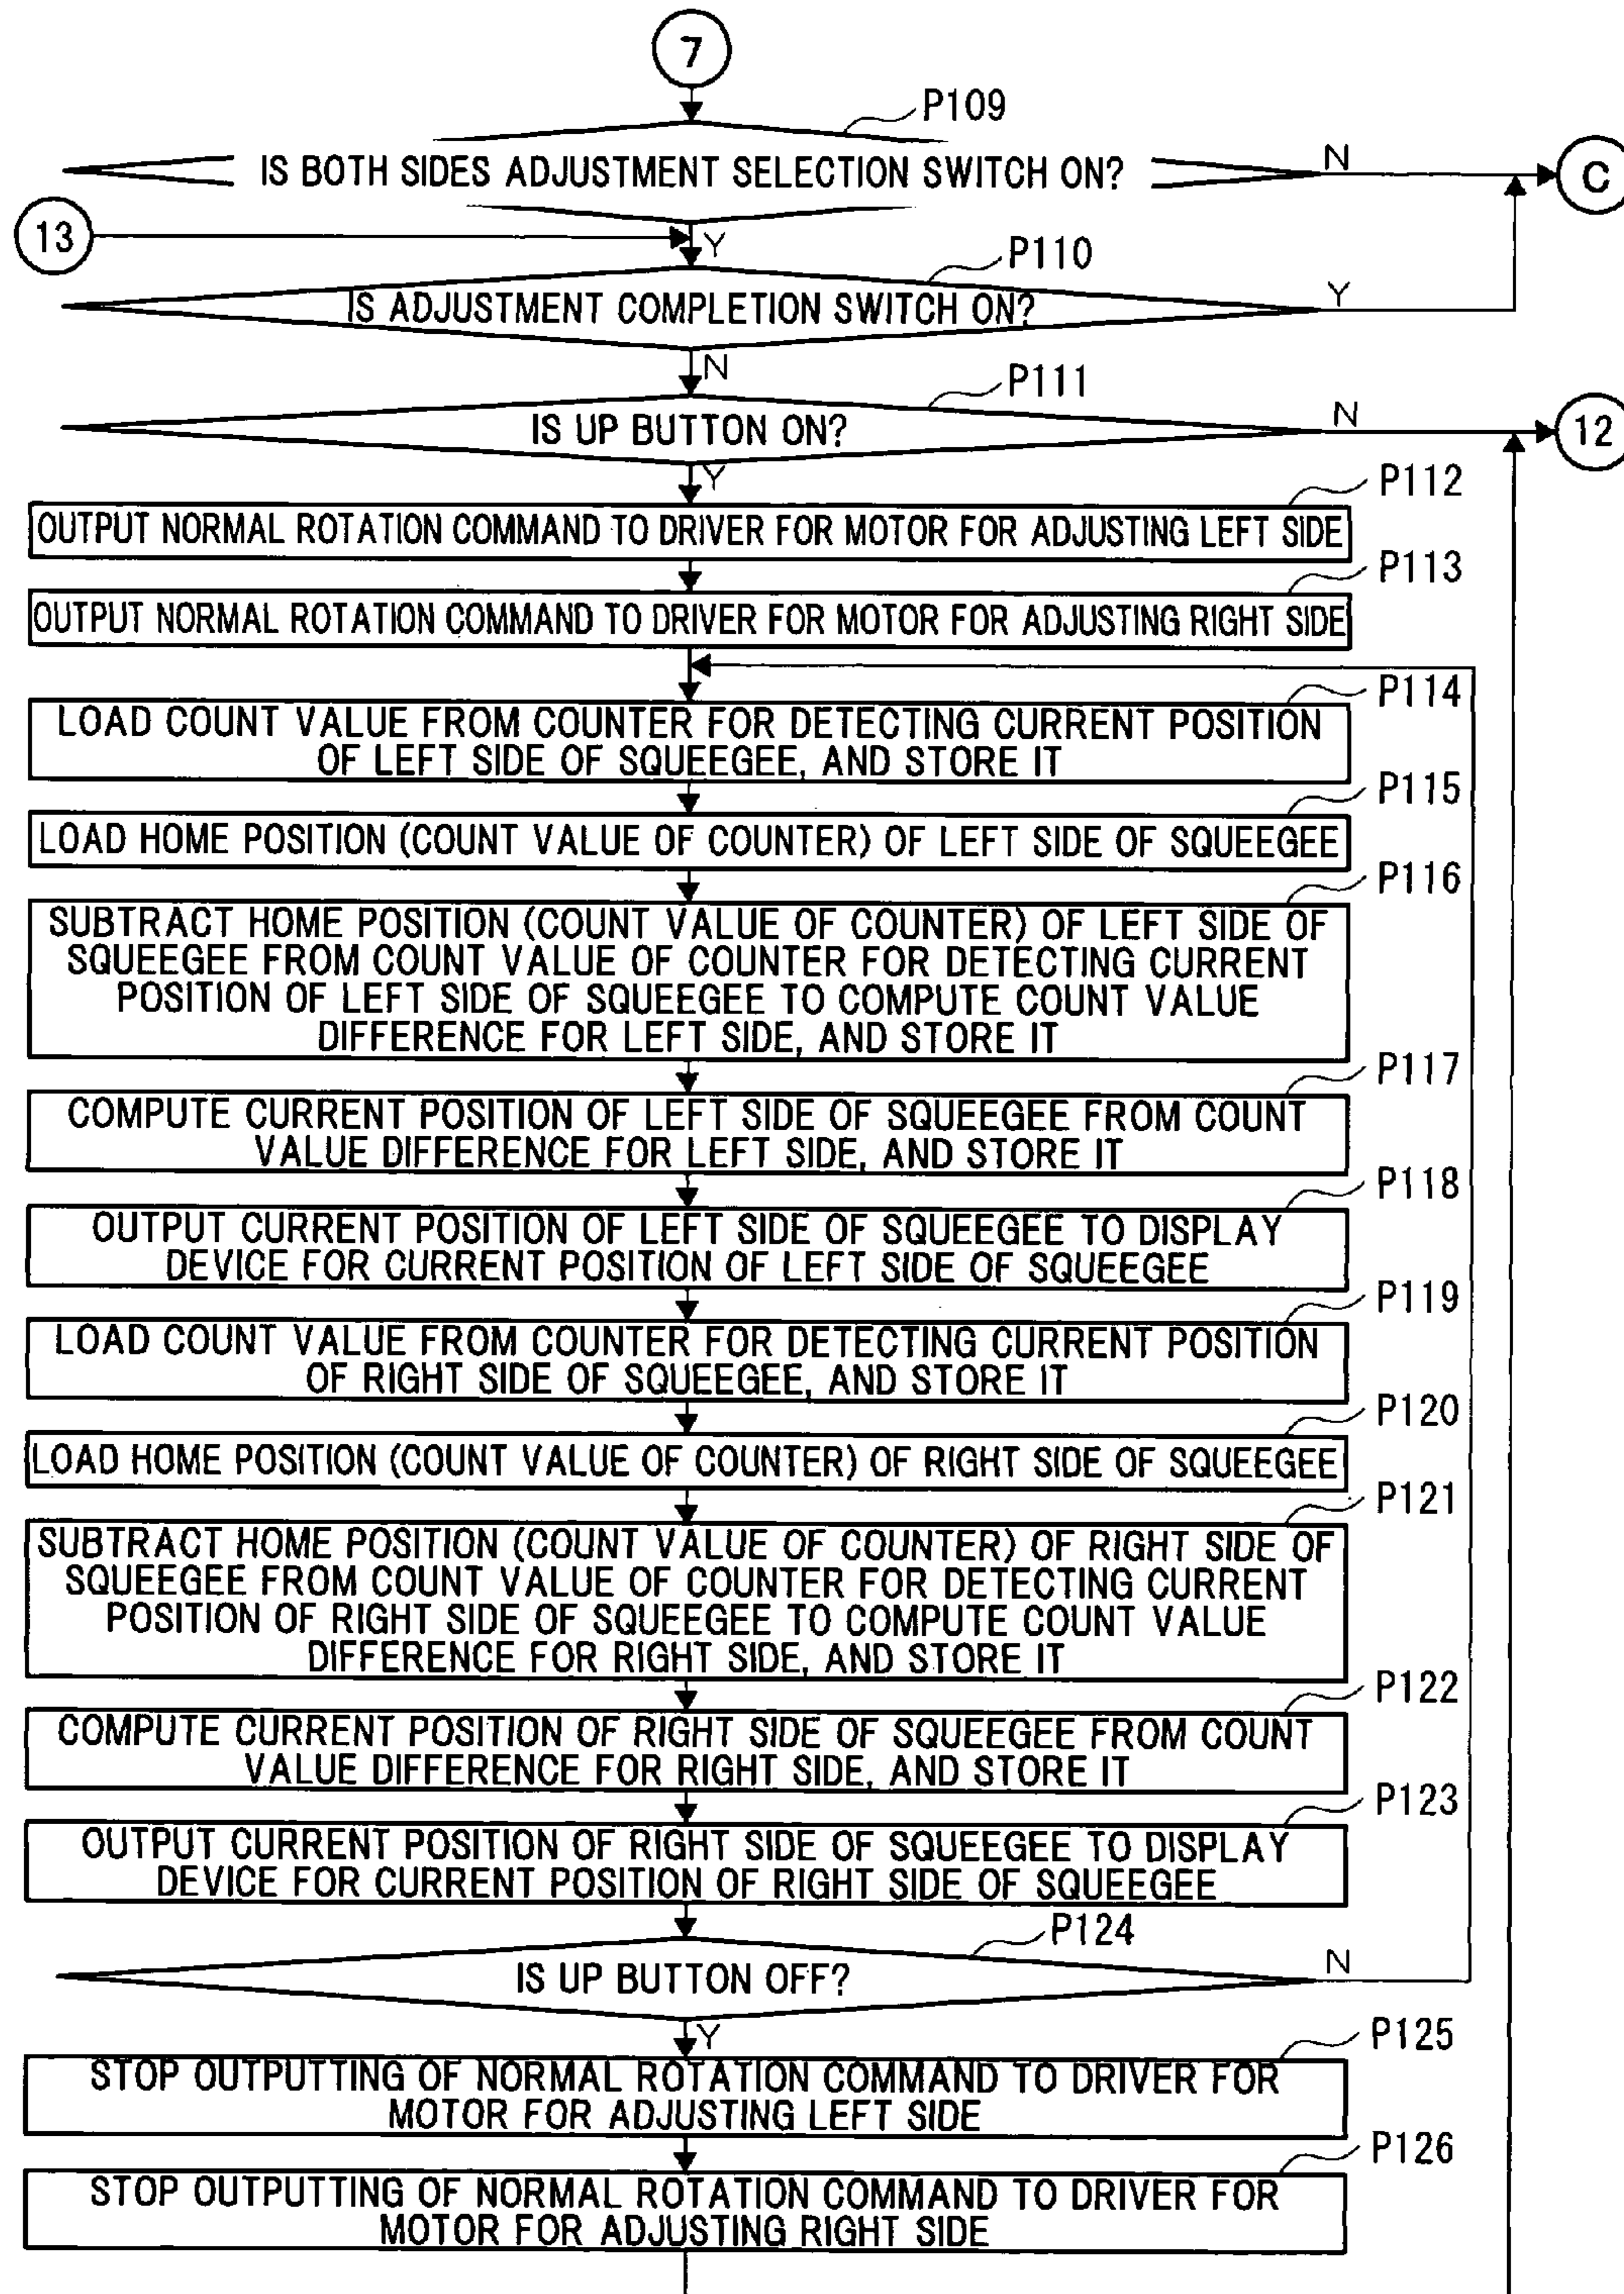 7
P109
IS BOTH SIDES ADJUSTMENT SELECTION SWITCH ON?
N
C
13
Y
P110
IS ADJUSTMENT COMPLETION SWITCH ON?
Y
N
P111
IS UP BUTTON ON?
N
12
Y
P112
OUTPUT NORMAL ROTATION COMMAND TO DRIVER FOR MOTOR FOR ADJUSTING LEFT SIDE
P113
OUTPUT NORMAL ROTATION COMMAND TO DRIVER FOR MOTOR FOR ADJUSTING RIGHT SIDE
P114
LOAD COUNT VALUE FROM COUNTER FOR DETECTING CURRENT POSITION
OF LEFT SIDE OF SQUEEGEE, AND STORE IT
P115
LOAD HOME POSITION (COUNT VALUE OF COUNTER) OF LEFT SIDE OF SQUEEGEE
P116
SUBTRACT HOME POSITION (COUNT VALUE OF COUNTER) OF LEFT SIDE OF
SQUEEGEE FROM COUNT VALUE OF COUNTER FOR DETECTING CURRENT
POSITION OF LEFT SIDE OF SQUEEGEE TO COMPUTE COUNT VALUE
DIFFERENCE FOR LEFT SIDE, AND STORE IT
P117
COMPUTE CURRENT POSITION OF LEFT SIDE OF SQUEEGEE FROM COUNT
VALUE DIFFERENCE FOR LEFT SIDE, AND STORE IT
P118
OUTPUT CURRENT POSITION OF LEFT SIDE OF SQUEEGEE TO DISPLAY
DEVICE FOR CURRENT POSITION OF LEFT SIDE OF SQUEEGEE
P119
LOAD COUNT VALUE FROM COUNTER FOR DETECTING CURRENT POSITION
OF RIGHT SIDE OF SQUEEGEE, AND STORE IT
P120
LOAD HOME POSITION (COUNT VALUE OF COUNTER) OF RIGHT SIDE OF SQUEEGEE
P121
SUBTRACT HOME POSITION (COUNT VALUE OF COUNTER) OF RIGHT SIDE OF
SQUEEGEE FROM COUNT VALUE OF COUNTER FOR DETECTING CURRENT
POSITION OF RIGHT SIDE OF SQUEEGEE TO COMPUTE COUNT VALUE
DIFFERENCE FOR RIGHT SIDE, AND STORE IT
P122
COMPUTE CURRENT POSITION OF RIGHT SIDE OF SQUEEGEE FROM COUNT
VALUE DIFFERENCE FOR RIGHT SIDE, AND STORE IT
P123
OUTPUT CURRENT POSITION OF RIGHT SIDE OF SQUEEGEE TO DISPLAY
DEVICE FOR CURRENT POSITION OF RIGHT SIDE OF SQUEEGEE
P124
IS UP BUTTON OFF?
N
Y
P125
STOP OUTPUTTING OF NORMAL ROTATION COMMAND TO DRIVER FOR
MOTOR FOR ADJUSTING LEFT SIDE
P126
STOP OUTPUTTING OF NORMAL ROTATION COMMAND TO DRIVER FOR
MOTOR FOR ADJUSTING RIGHT SIDE